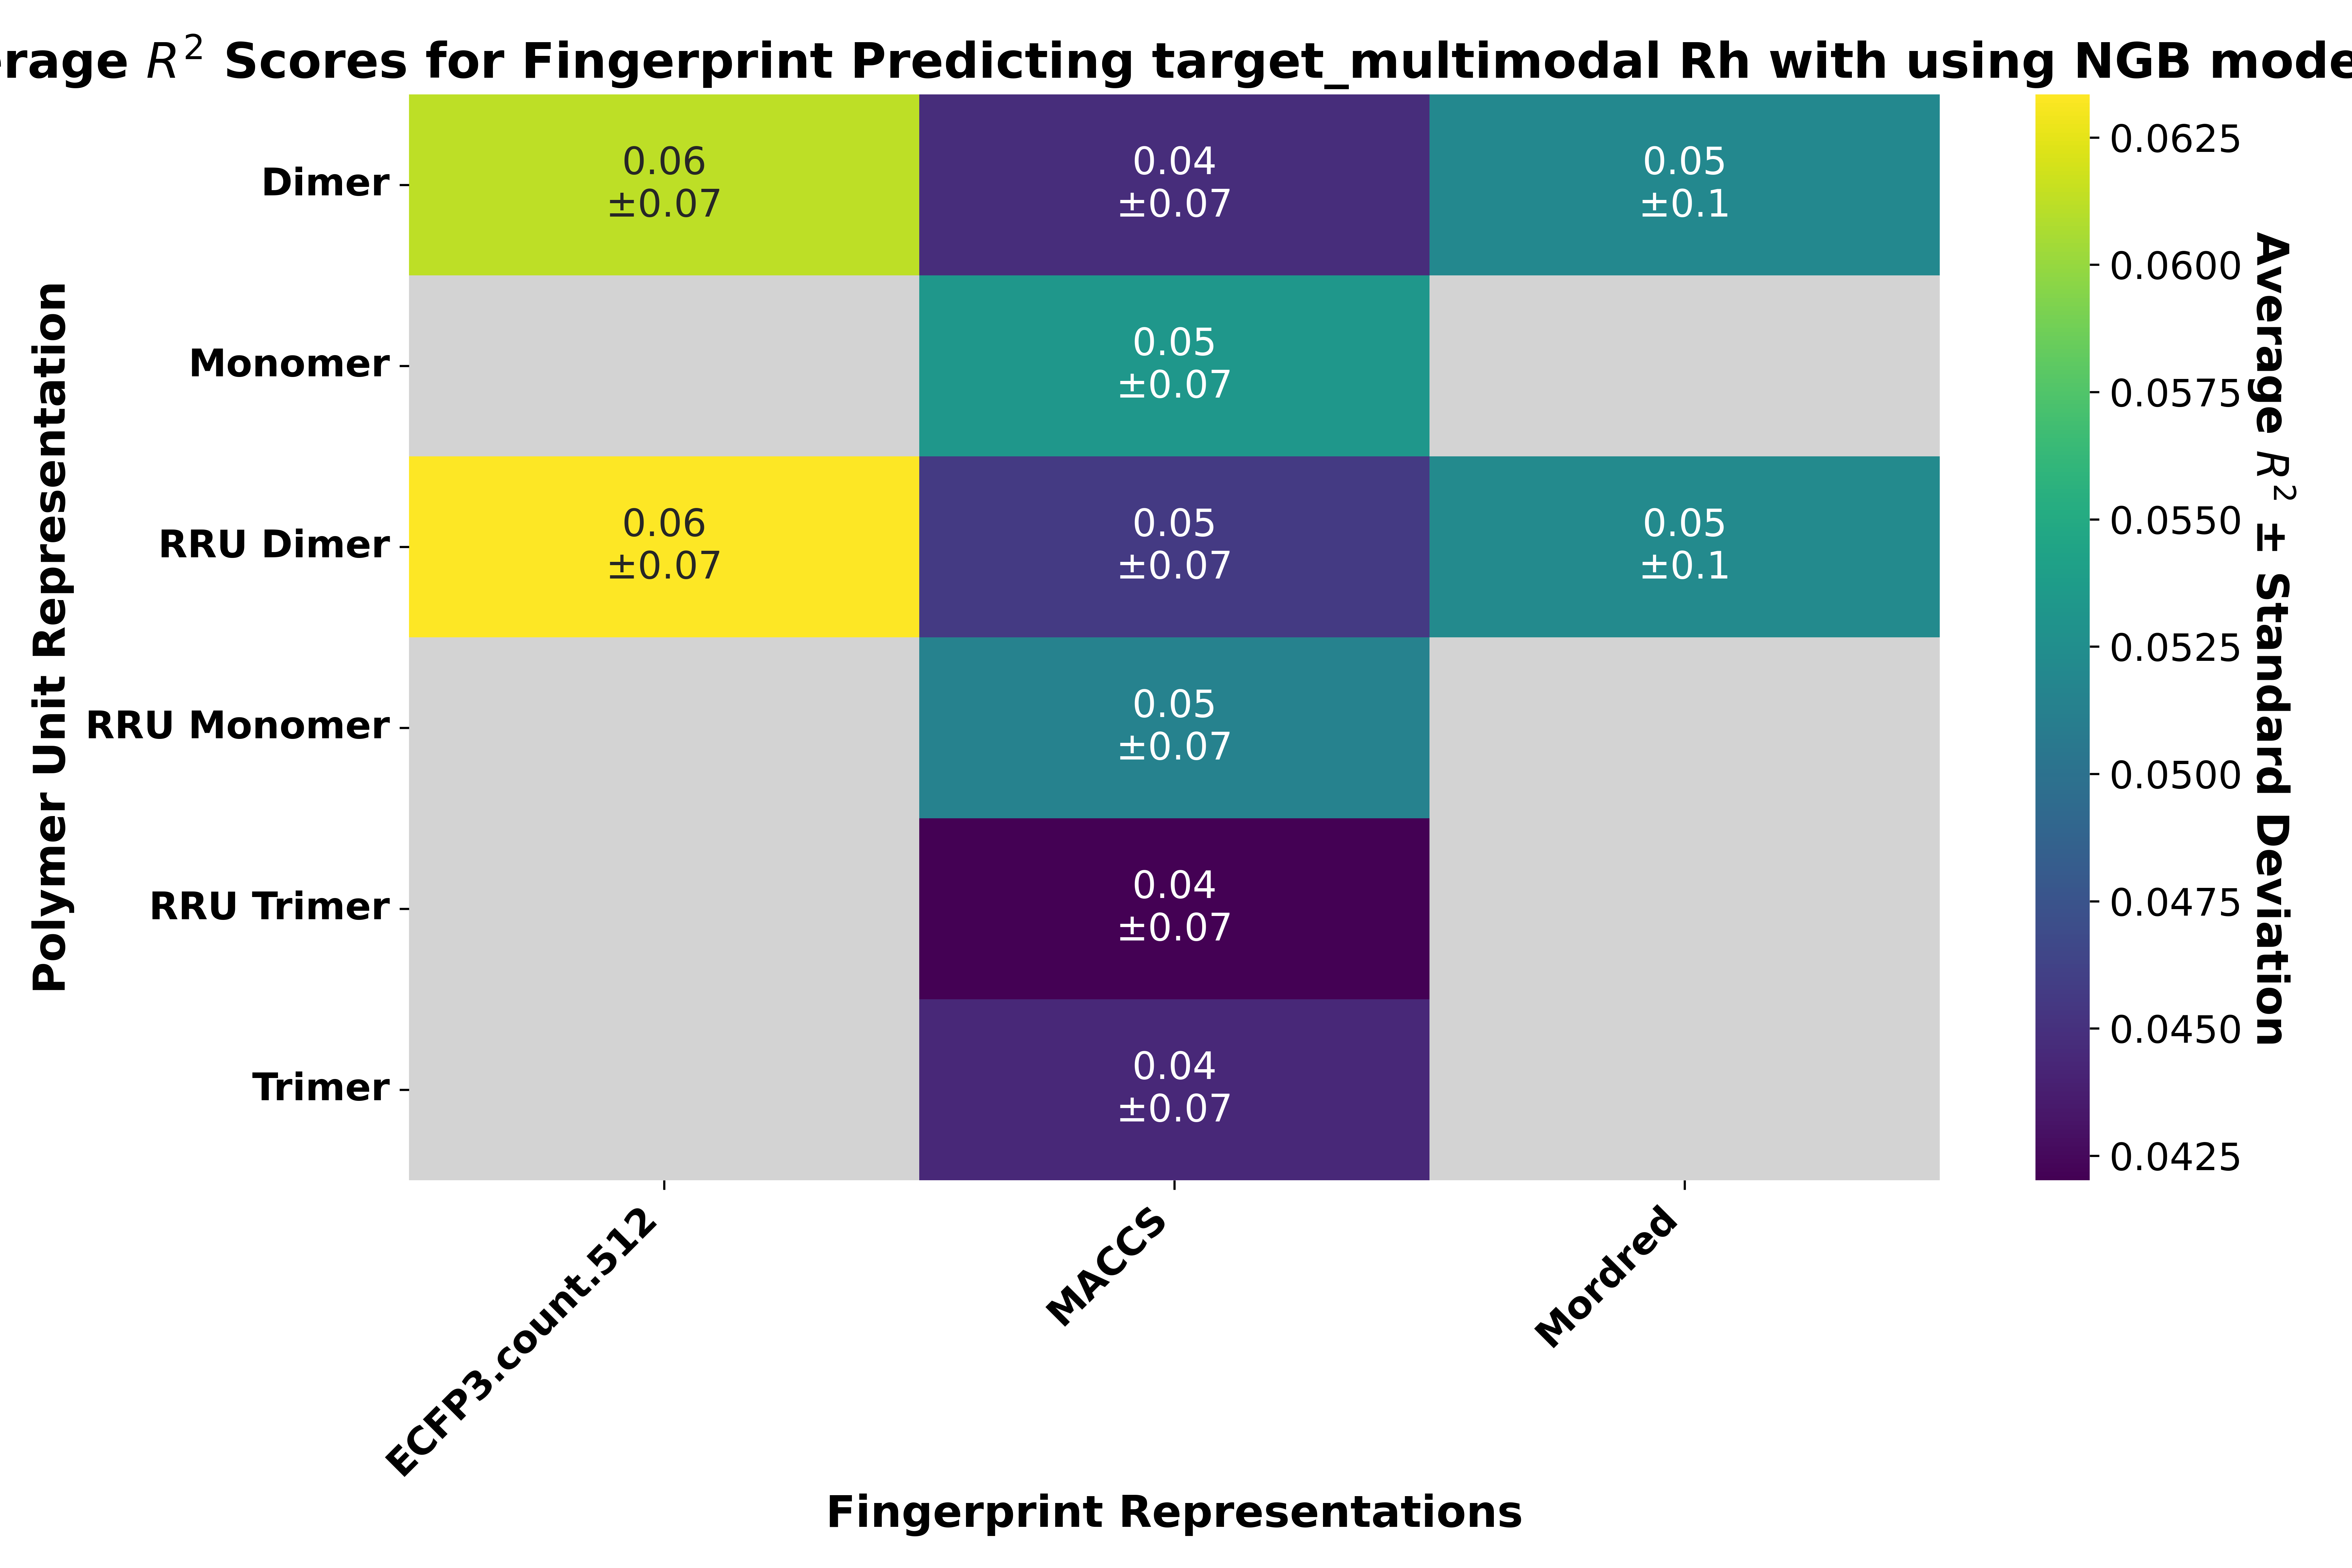 erage R² Scores for Fingerprint Predicting target_multimodal Rh with using NGB mode
Polymer Unit Representation
Dimer
Monomer
RRU Dimer
RRU Monomer
RRU Trimer
Trimer
0.06
±0.07
0.04
±0.07
0.05
±0.1
0.05
±0.07
0.06
±0.07
0.05
±0.07
0.05
±0.1
0.05
±0.07
0.04
±0.07
0.04
±0.07
ECFP3.count.512
MACCS
Mordred
Fingerprint Representations
0.0625
0.0600
0.0575
0.0550
0.0525
0.0500
0.0475
0.0450
0.0425
Average R² ± Standard Deviation